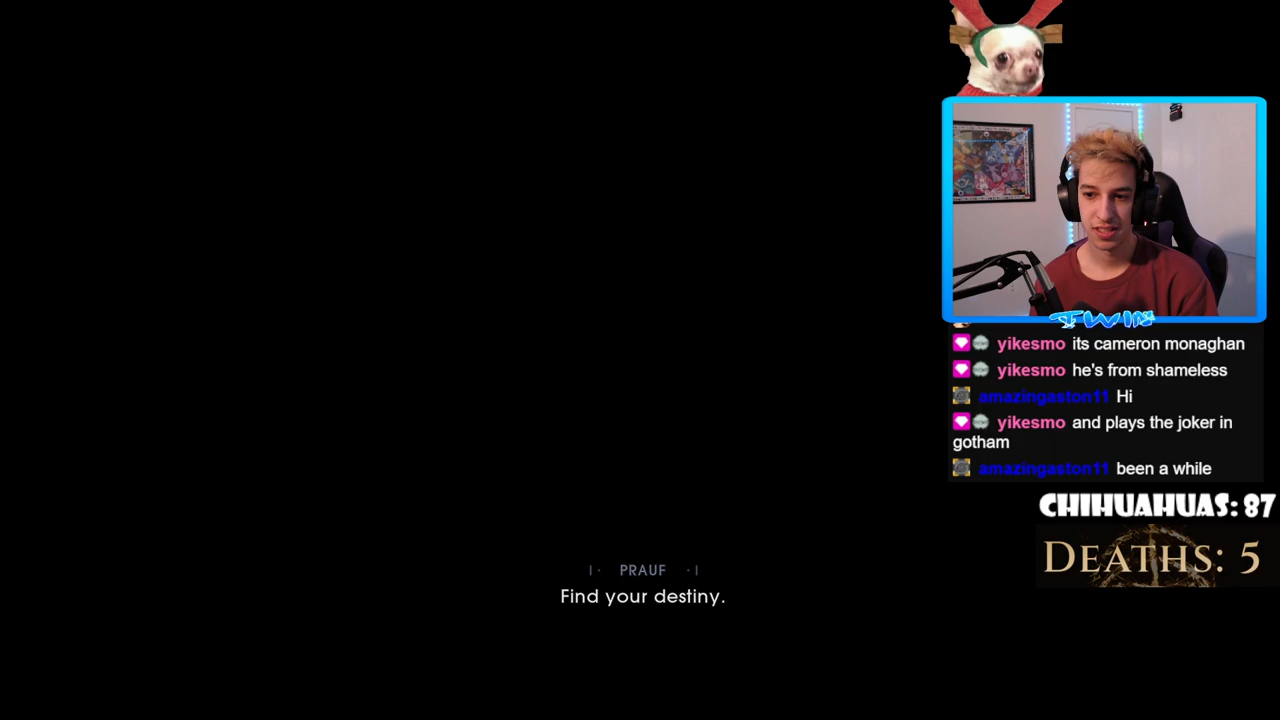 TWIN
yikesmo its cameron monaghan
yikesmo he's from shameless
amazingaston11 Hi
yikesmo and plays the joker in
gotham
amazingaston11 been a while
CHIHUAHUAS: 87
DEATHS: 5
PRAUF
Find your destiny.